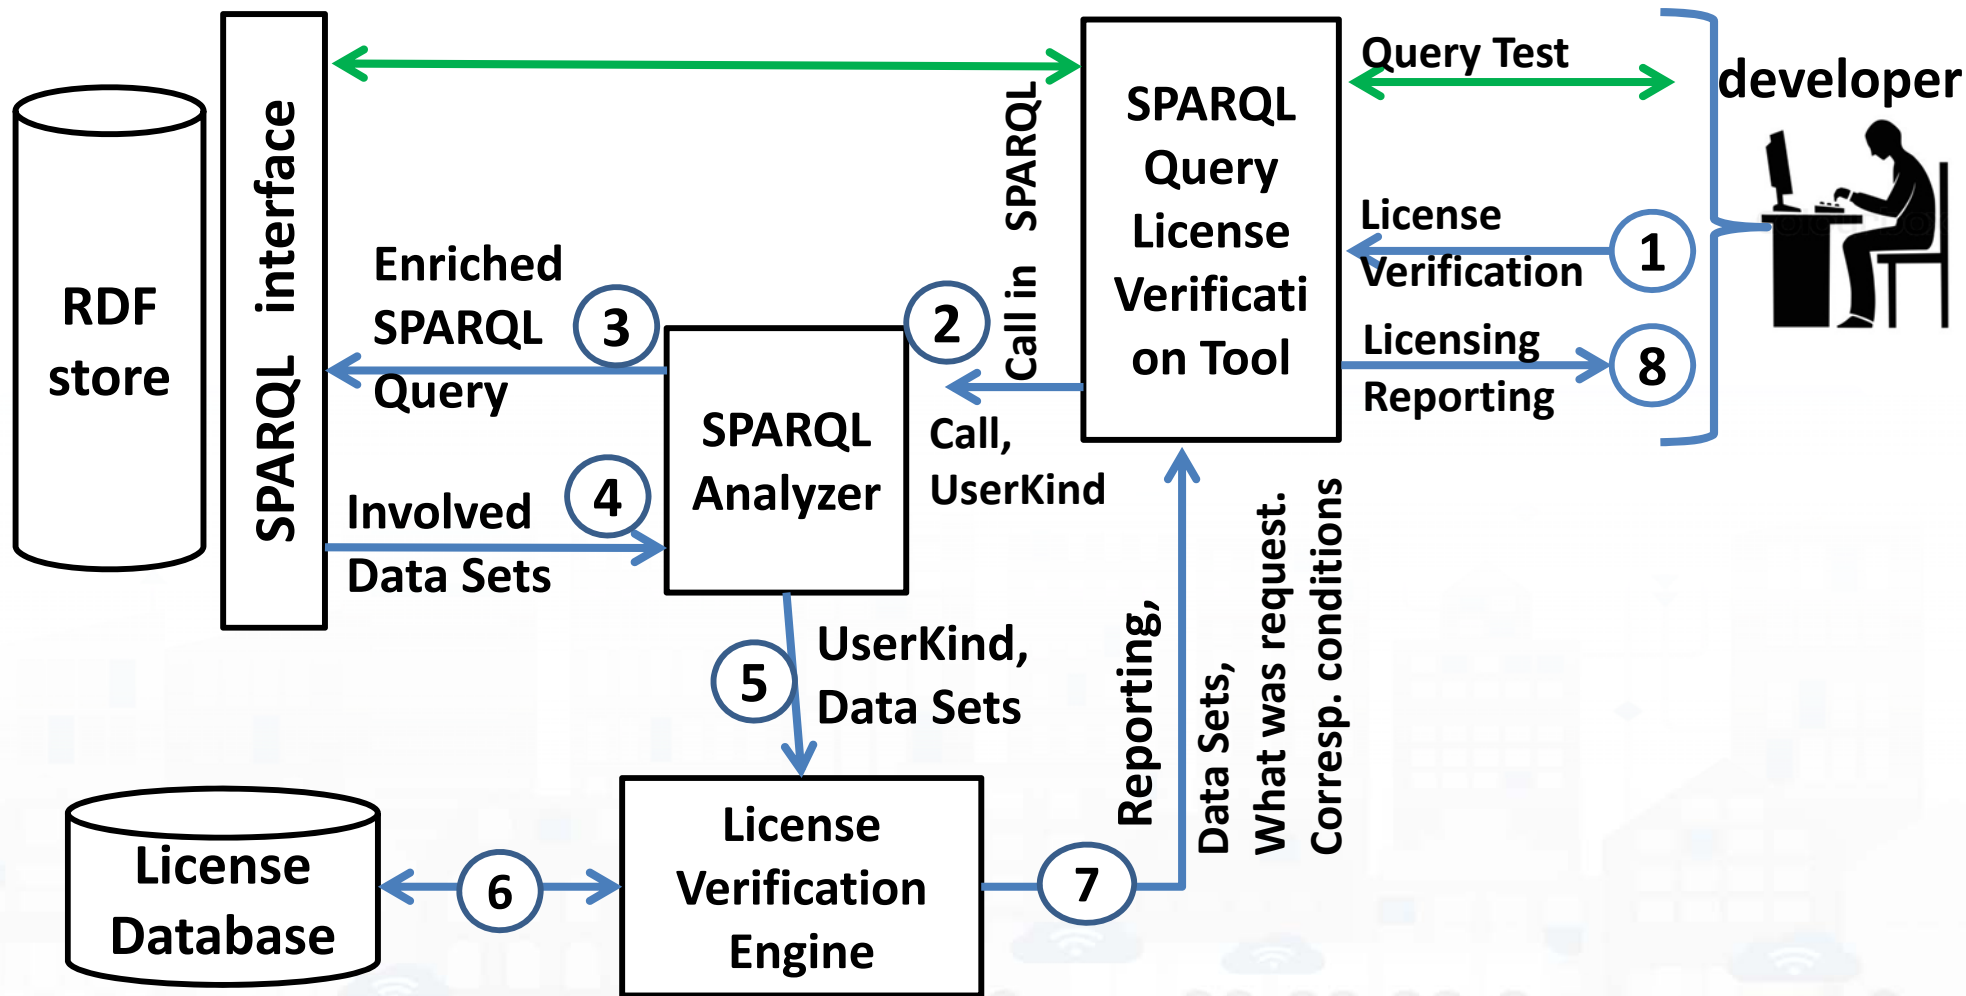 RDF
store
SPARQL interface
Query Test
developer
SPARQL
Query
License
Verificati
on Tool
License
Verification
1
Licensing
Reporting
8
Call in SPARQL
2
Call,
UserKind
Enriched
SPARQL
Query
3
SPARQL
Analyzer
4
Involved
Data Sets
5
UserKind,
Data Sets
License
Database
6
License
Verification
Engine
7
Reporting,
Data Sets,
What was request.
Corresp. conditions